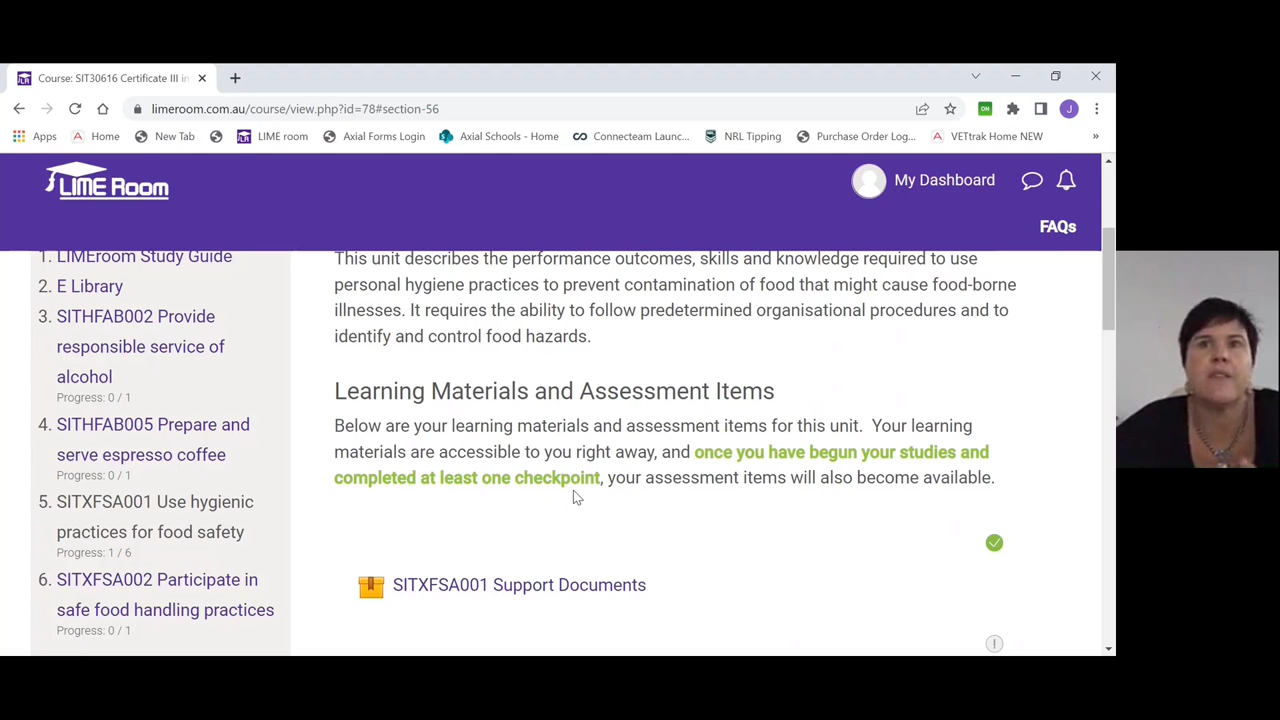 Course: SIT30616 Certificate III in
limeroom.com.au/course/view.php?id=78#section-56
ON
J
Apps
Home
New Tab
LIME room
Axial Forms Login
Axial Schools - Home
Connecteam Launc...
NRL Tipping
Purchase Order Log...
VETtrak Home NEW
»
LIME Room
My Dashboard
FAQs
1. LIMEroom Study Guide
2. E Library
3. SITHFAB002 Provide
responsible service of
alcohol
Progress: 0 / 1
4. SITHFAB005 Prepare and
serve espresso coffee
Progress: 0 / 1
5. SITXFSA001 Use hygienic
practices for food safety
Progress: 1 / 6
6. SITXFSA002 Participate in
safe food handling practices
Progress: 0 / 1
This unit describes the performance outcomes, skills and knowledge required to use
personal hygiene practices to prevent contamination of food that might cause food-borne
illnesses. It requires the ability to follow predetermined organisational procedures and to
identify and control food hazards.
Learning Materials and Assessment Items
Below are your learning materials and assessment items for this unit.  Your learning
materials are accessible to you right away, and once you have begun your studies and
completed at least one checkpoint, your assessment items will also become available.
SITXFSA001 Support Documents